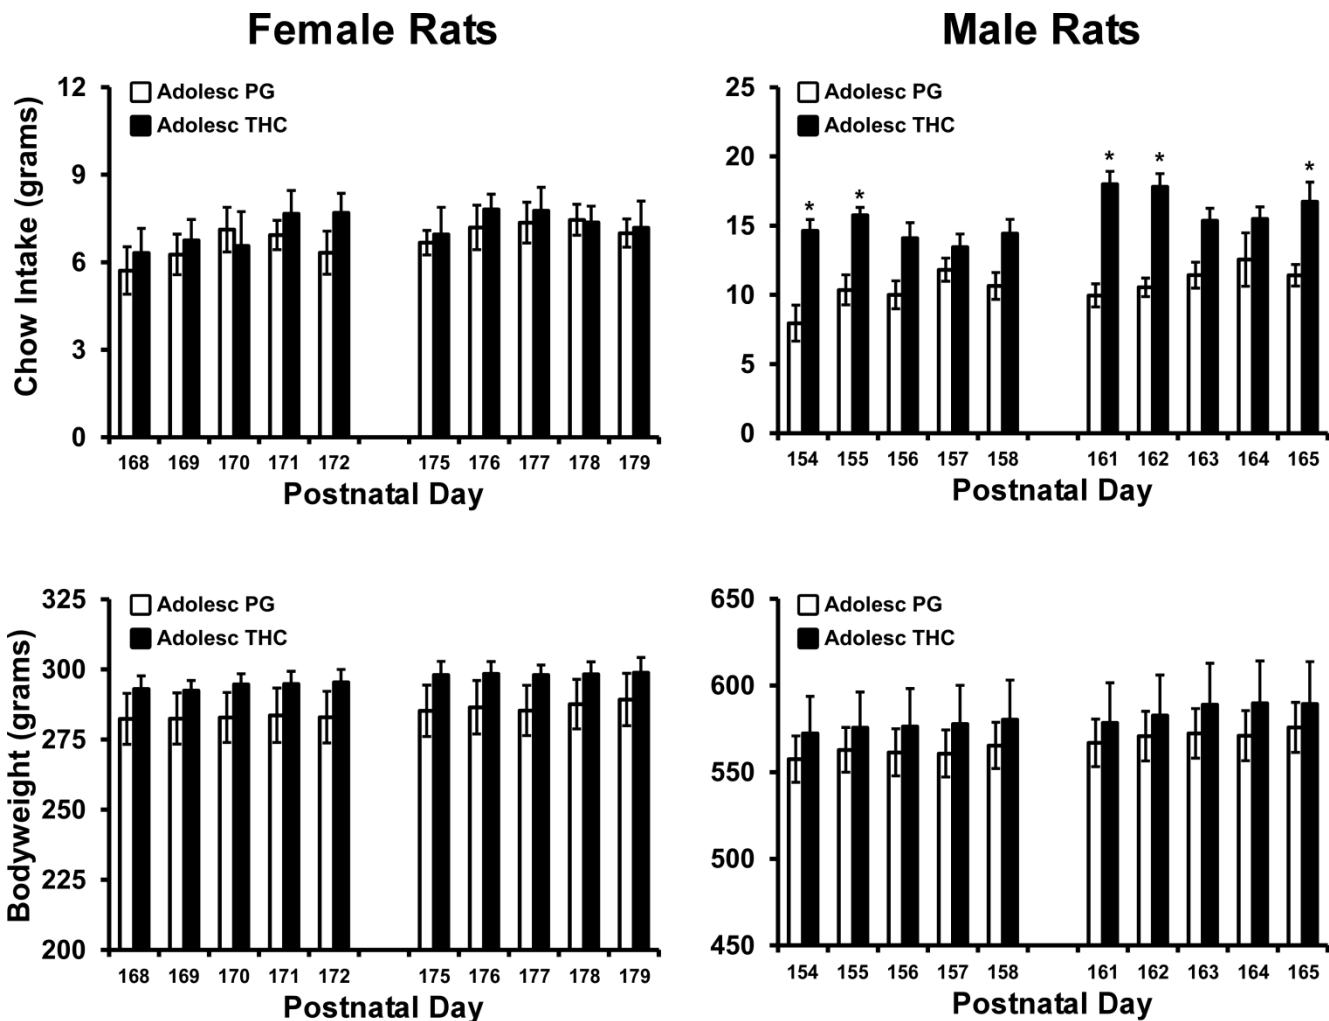 Female Rats
Male Rats
Chow Intake (grams)
12
9
6
3
0
Adolesc PG
Adolesc THC
168 169 170 171 172 175 176 177 178 179
Postnatal Day
25
20
15
10
5
0
Adolesc PG
Adolesc THC
* * * * *
154 155 156 157 158 161 162 163 164 165
Postnatal Day
Bodyweight (grams)
325
300
275
250
225
200
Adolesc PG
Adolesc THC
168 169 170 171 172 175 176 177 178 179
Postnatal Day
650
600
550
500
450
Adolesc PG
Adolesc THC
154 155 156 157 158 161 162 163 164 165
Postnatal Day